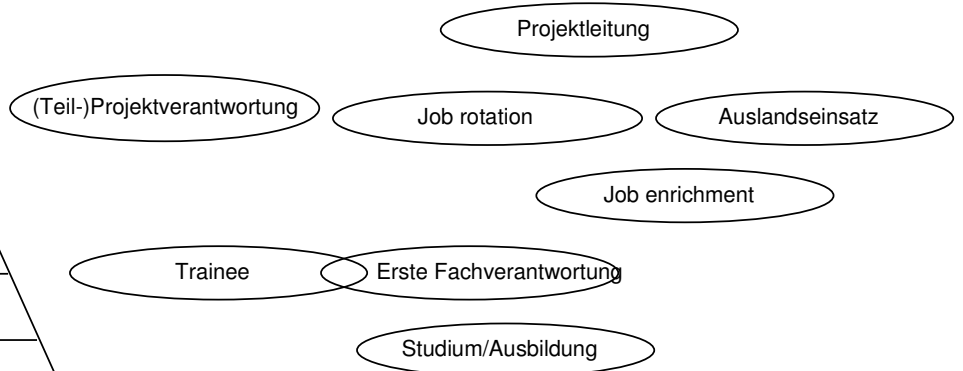 Projektleitung
(Teil-)Projektverantwortung
Job rotation
Auslandseinsatz
Job enrichment
Trainee
Erste Fachverantwortung
Studium/Ausbildung